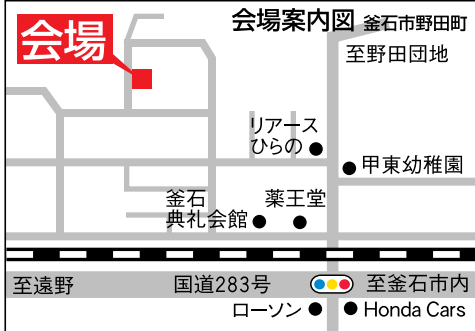 会場案内図 釜石市野田町
会場
至野田団地
リアース
ひらの
甲東幼稚園
釜石
典礼会館
薬王堂
至遠野
国道283号
至釜石市内
ローソン
Honda Cars